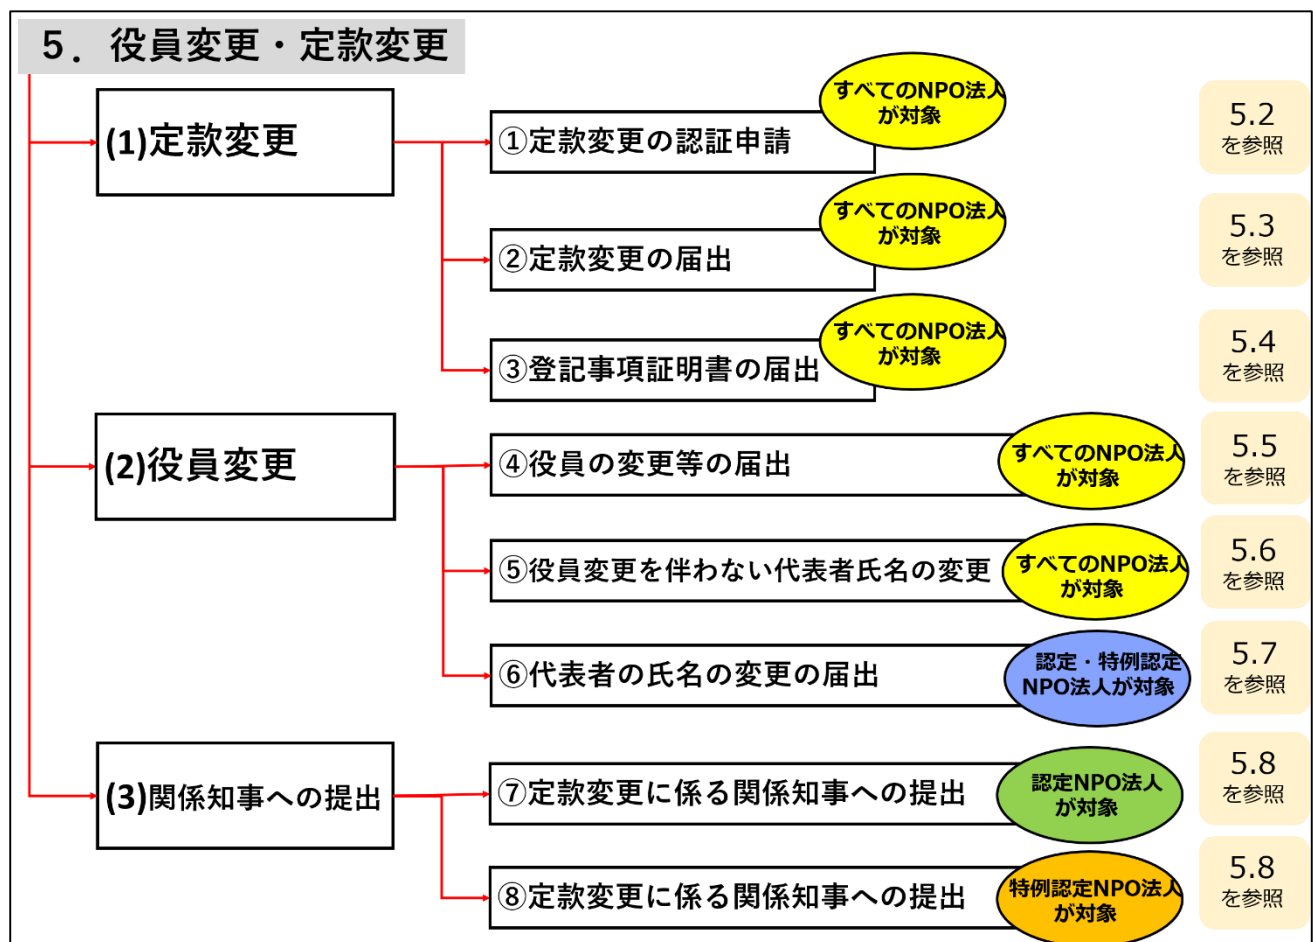 5．役員変更・定款変更
(1)定款変更
①定款変更の認証申請
すべてのNPO法人
が対象
5.2
を参照
②定款変更の届出
すべてのNPO法人
が対象
5.3
を参照
③登記事項証明書の届出
すべてのNPO法人
が対象
5.4
を参照
(2)役員変更
④役員の変更等の届出
すべてのNPO法人
が対象
5.5
を参照
⑤役員変更を伴わない代表者氏名の変更
すべてのNPO法人
が対象
5.6
を参照
⑥代表者の氏名の変更の届出
認定・特例認定
NPO法人が対象
5.7
を参照
(3)関係知事への提出
⑦定款変更に係る関係知事への提出
認定NPO法人
が対象
5.8
を参照
⑧定款変更に係る関係知事への提出
特例認定NPO法人
が対象
5.8
を参照